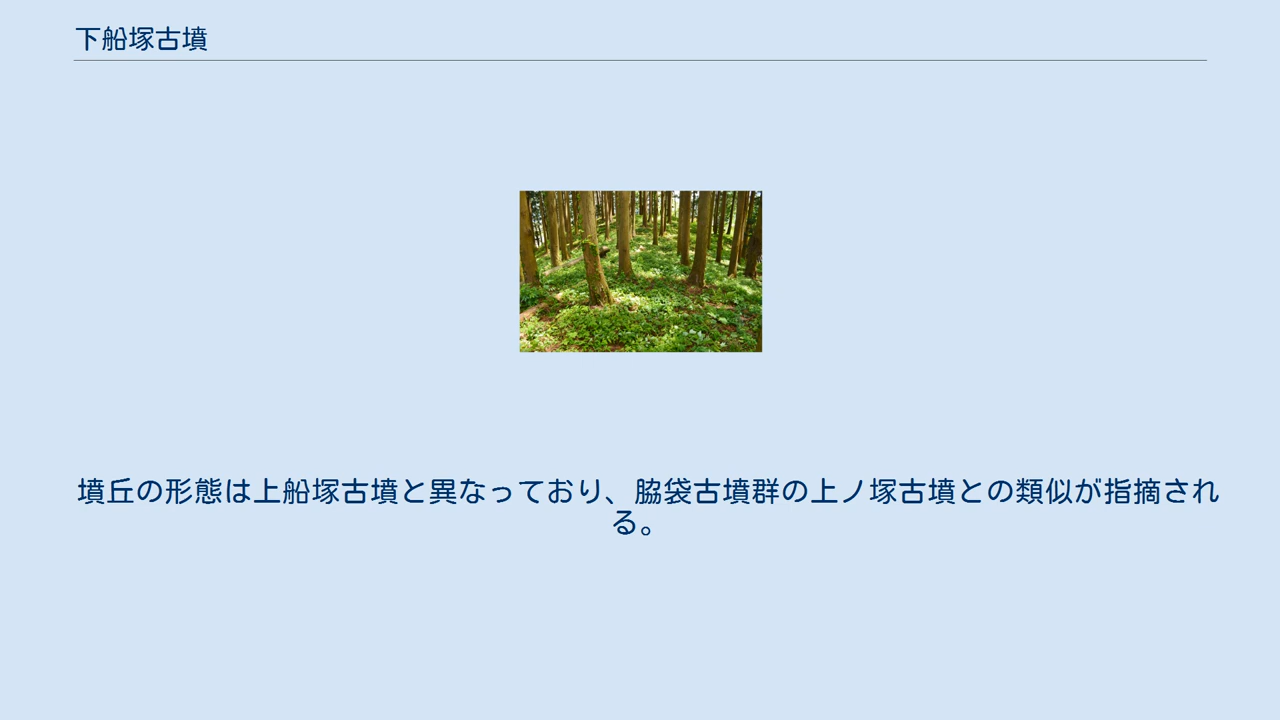 下船塚古墳
墳丘の形態は上船塚古墳と異なっており、脇袋古墳群の上ノ塚古墳との類似が指摘され
る。